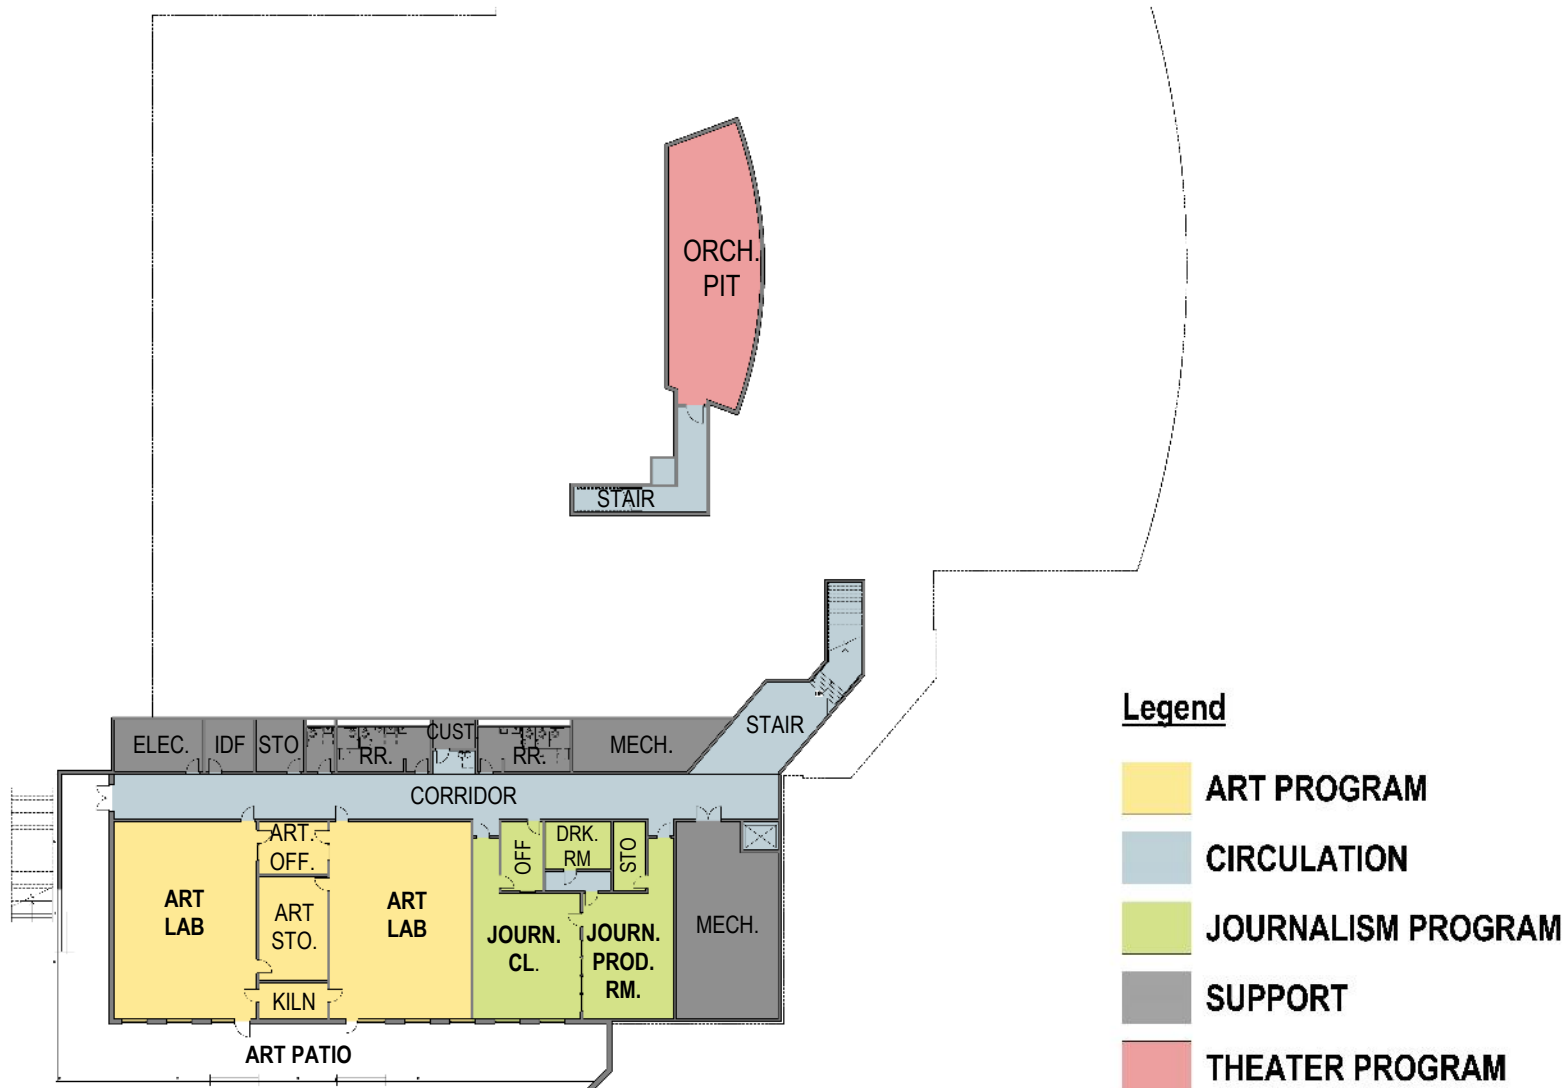 ORCH.
PIT
STAIR
STAIR
ELEC.
IDF
STO
RR.
CUST.
RR.
MECH.
CORRIDOR
ART.
OFF.
ART
LAB
ART
STO.
KILN
ART
LAB
OFF
DRK.
RM
STO
JOURN.
CL.
JOURN.
PROD.
RM.
MECH.
ART PATIO
Legend
ART PROGRAM
CIRCULATION
JOURNALISM PROGRAM
SUPPORT
THEATER PROGRAM